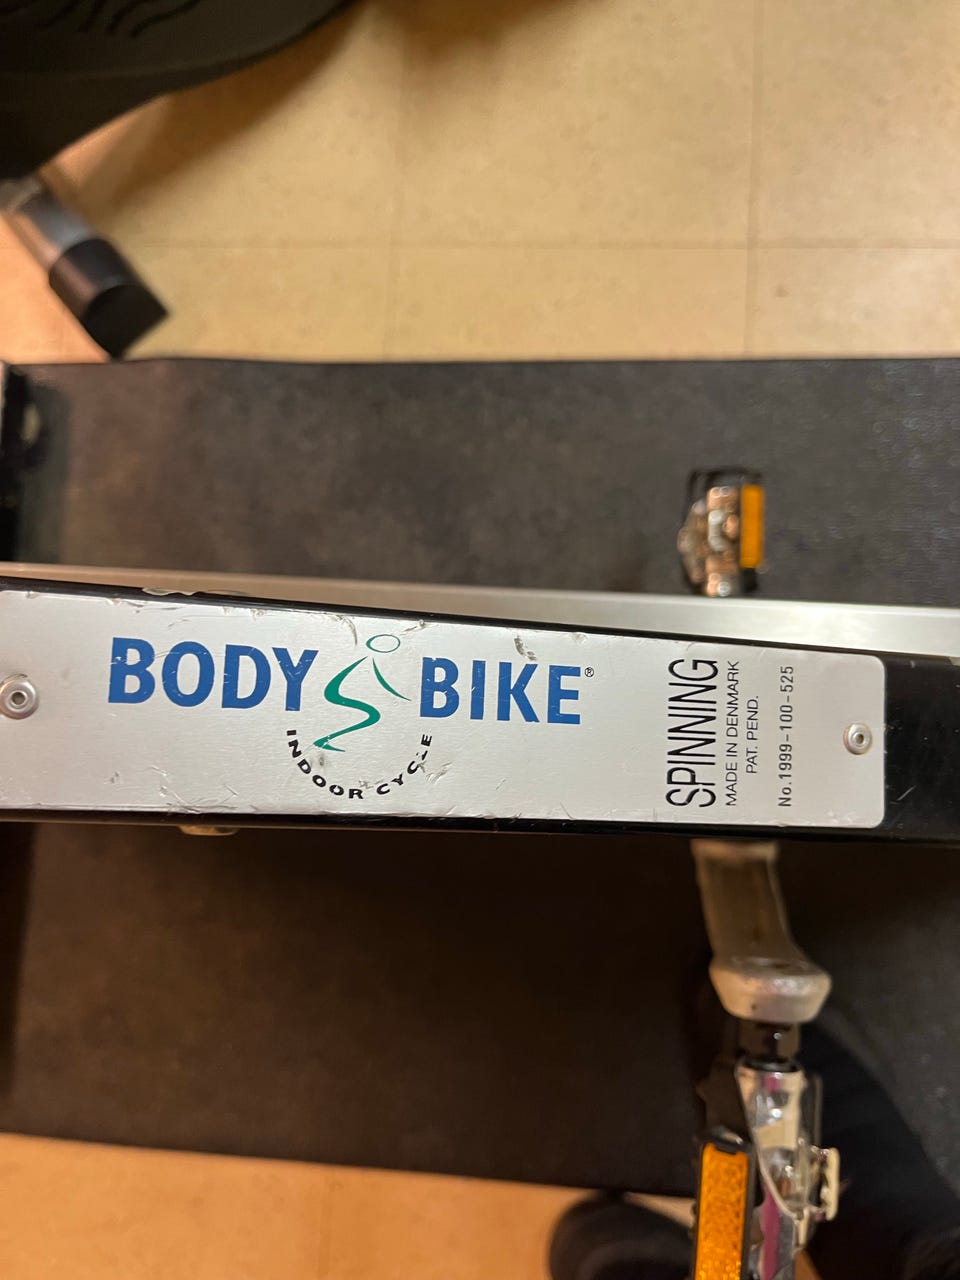 BODY BIKE®
INDOOR CYCLE
SPINNING
MADE IN DENMARK
PAT. PEND.
No.1999-100-525